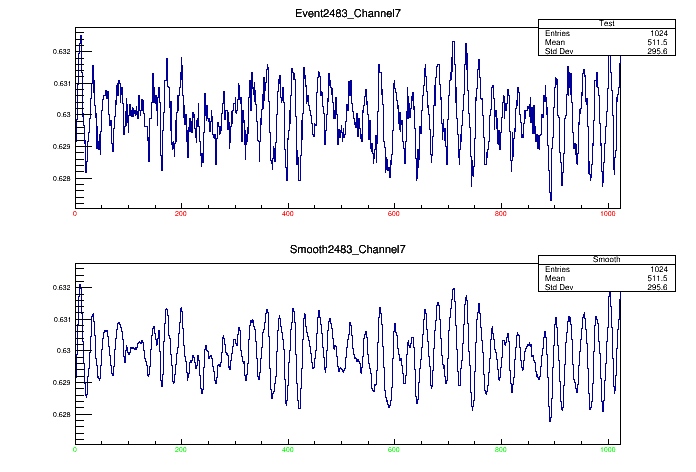 Event2483_Channel7
Test
Entries 1024
Mean 511.5
Std Dev 295.6
0.632
0.631
0.63
0.629
0.628
0 200 400 600 800 1000
Smooth2483_Channel7
Smooth
Entries 1024
Mean 511.5
Std Dev 295.6
0.632
0.631
0.63
0.629
0.628
0 200 400 600 800 1000